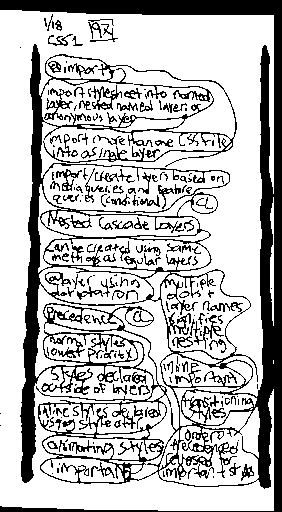 1/18
CSS1
@import
import stylesheet into named
layer, nested named layer, or
anonymous layer
import more than one CSS file
into a single layer
import/create layers based on
media queries and feature
queries (conditional)
CL
Nested Cascade Layers
can be created using same
methods as regular layers
@layer using
dot notation
multiple
dots +
layer names
signifies
multiple
nesting
Precedence
CL
normal styles
lowest priority
styles declared
outside of layers
inline styles declared
using style attr.
animating styles
!important
inline
important
transitioning
styles
order of
precedence
reversed for
important styles